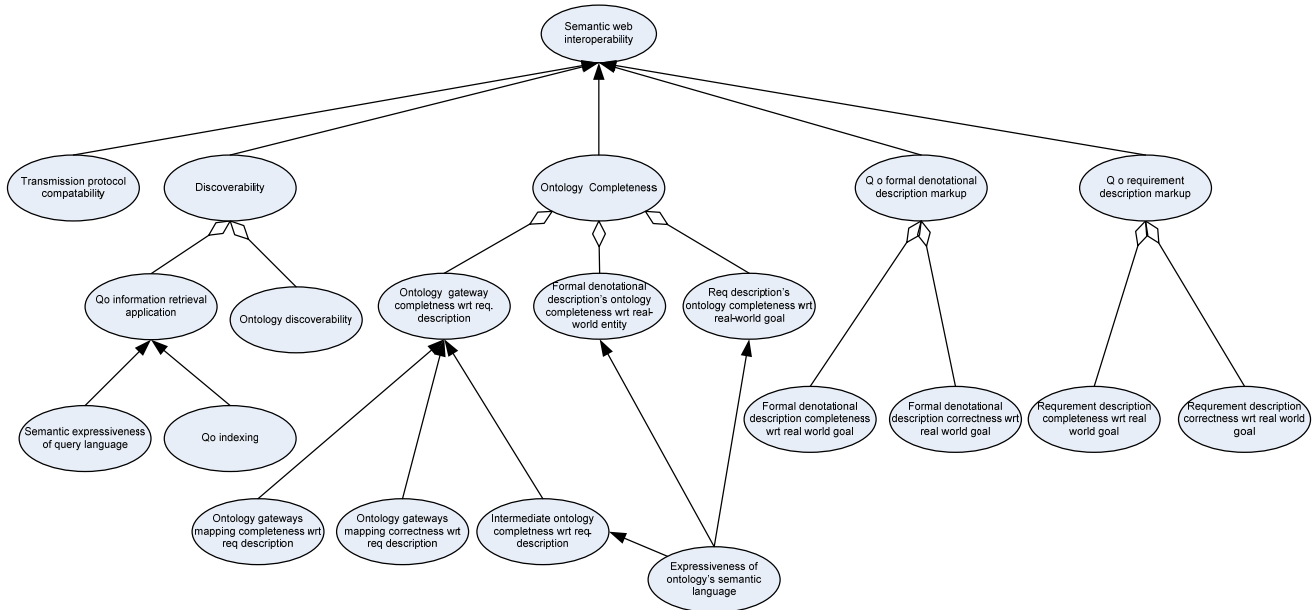 Semantic web
interoperability
Transmission protocol
compatability
Discoverability
Ontology Completeness
Q o formal denotational
description markup
Q o requirement
description markup
Qo information retrieval
application
Ontology discoverability
Ontology gateway
completness wrt req.
description
Formal denotational
description's ontology
completeness wrt real-
world entity
Req description's
ontology completeness wrt
real-world goal
Semantic expressiveness
of query language
Qo indexing
Formal denotational
description completeness
wrt real world goal
Formal denotational
description correctness wrt
real world goal
Requrement description
completeness wrt real
world goal
Requrement description
correctness wrt real world
goal
Ontology gateways
mapping completeness wrt
req description
Ontology gateways
mapping correctness wrt
req description
Intermediate ontology
completness wrt req-
description
Expressiveness of
ontology's semantic
language